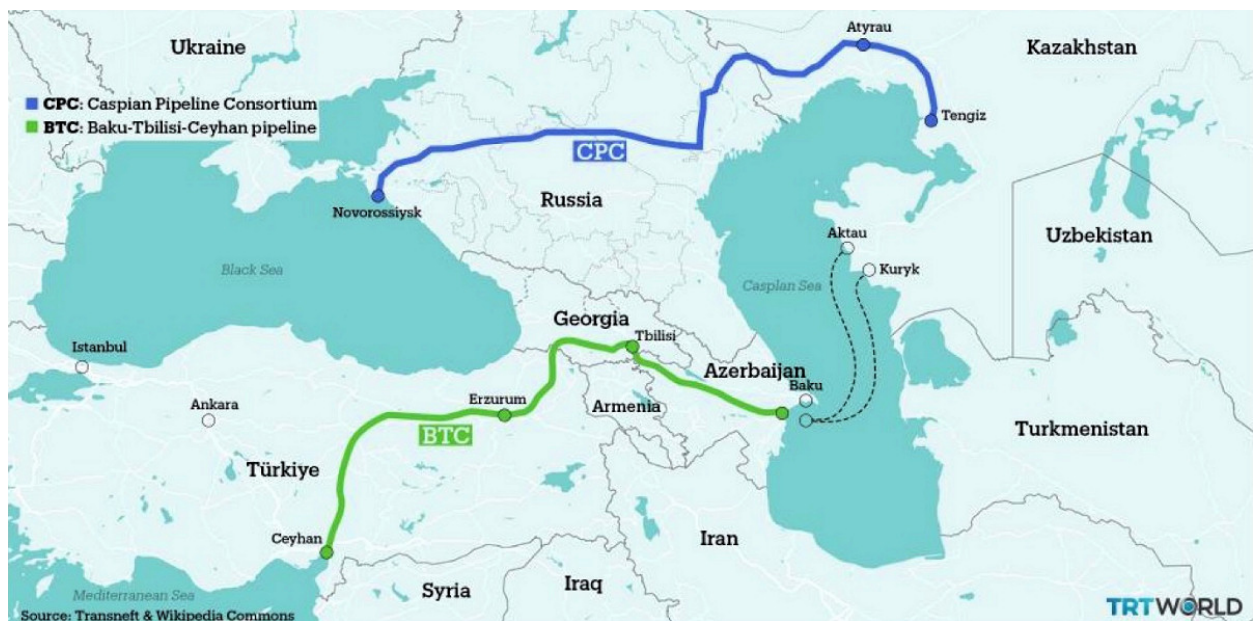 Ukraine
Atyrau
Kazakhstan
CPC: Caspian Pipeline Consortium
BTC: Baku-Tbilisi-Ceyhan pipeline
Tengiz
CPC
Novorossiysk
Russia
Aktau
Uzbekistan
Black Sea
Kuryk
Casplan Sea
Georgia
Tbilisi
Istanbul
Azerbaijan
Baku
Ankara
Erzurum
Armenia
BTC
Turkmenistan
Türkiye
Ceyhan
Iran
Syria
Iraq
Mediterranean Sea
TRTWORLD
Source: Transneft & Wikipedia Commons